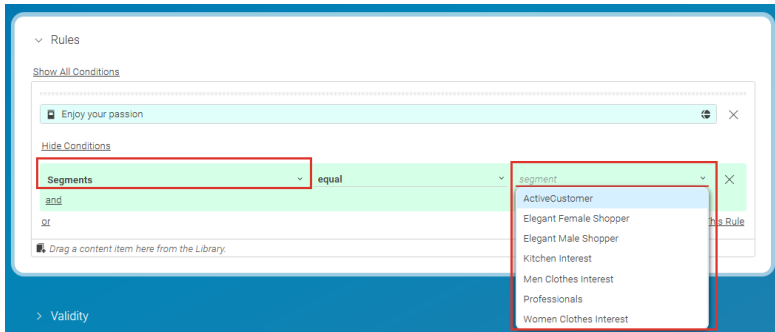 Rules
Show All Conditions
Enjoy your passion
Hide Conditions
Segments equal segment
and
ActiveCustomer
or
his Rule
Elegant Female Shopper
Elegant Male Shopper
Drag a content item here from the Library.
Kitchen Interest
Men Clothes Interest
Professionals
Women Clothes Interest
Validity